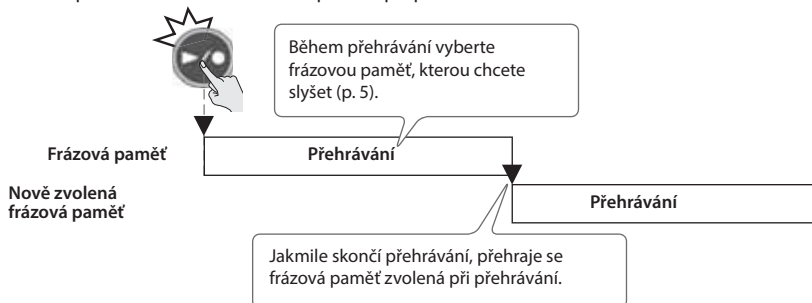 Během přehrávání vyberte
frázovou paměť, kterou chcete
slyšet (p. 5).
Frázová paměť
Přehrávání
Nově zvolená
frázová paměť
Přehrávání
Jakmile skončí přehrávání, přehraje se
frázová paměť zvolená při přehrávání.